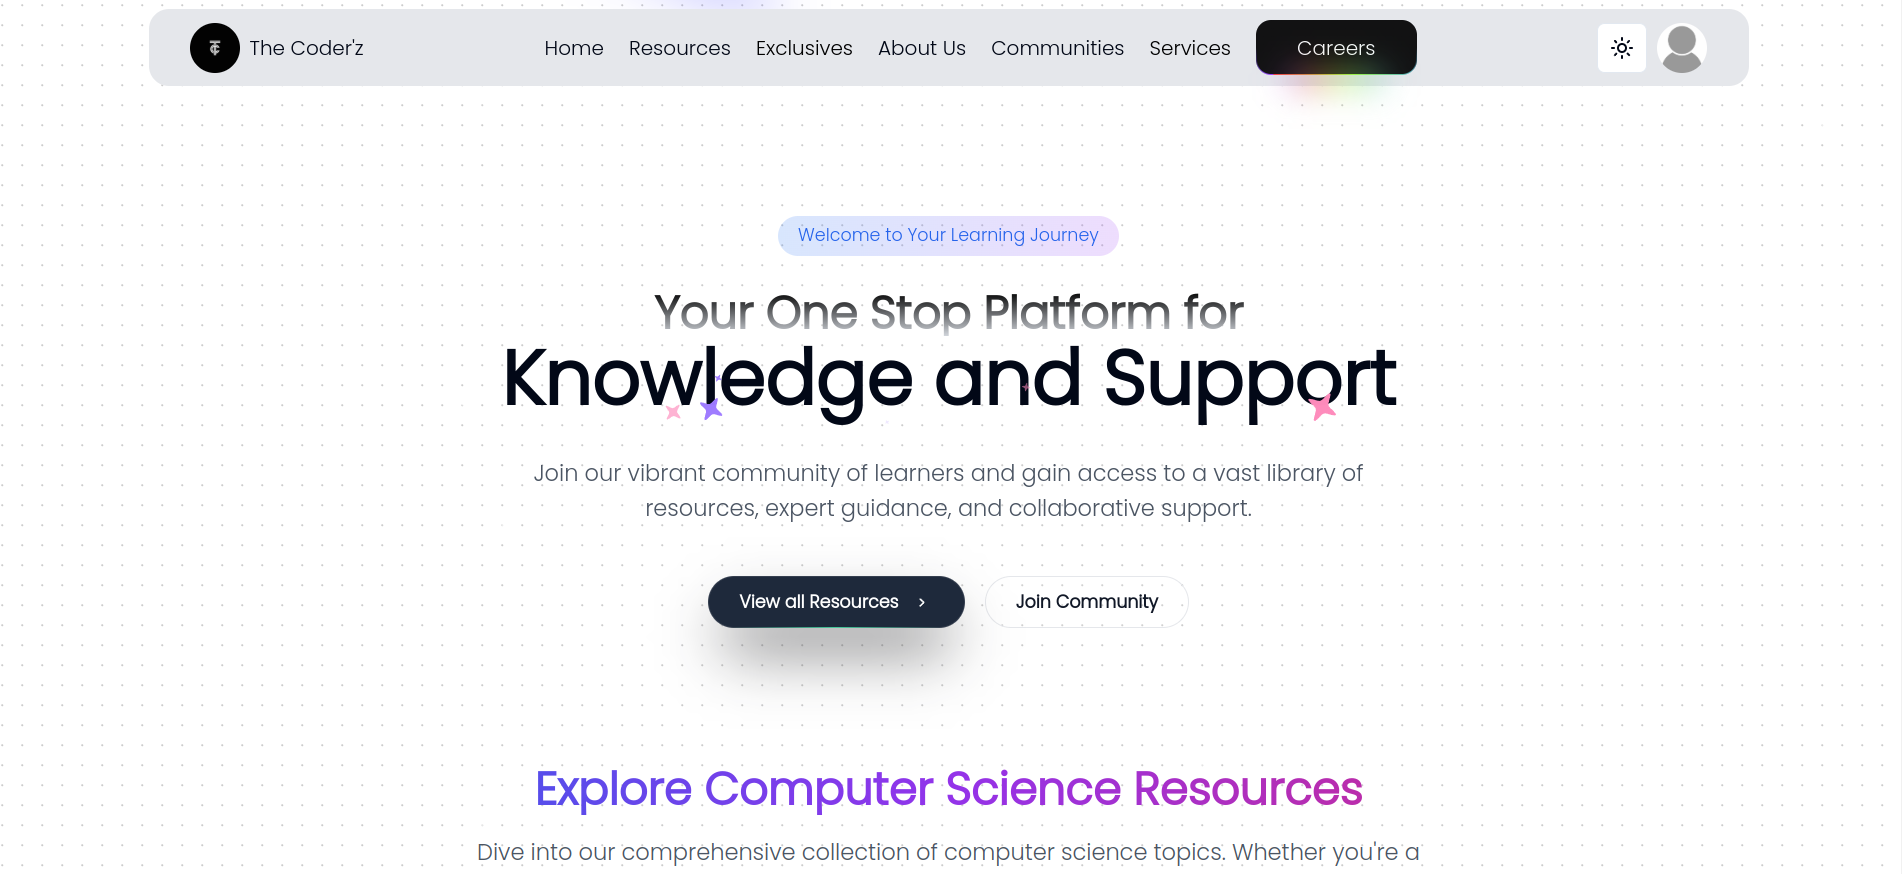 The Coder'z
Home Resources Exclusives About Us Communities Services Careers
Welcome to Your Learning Journey
Your One Stop Platform for
Knowledge and Support
Join our vibrant community of learners and gain access to a vast library of
resources, expert guidance, and collaborative support.
View all Resources
Join Community
Explore Computer Science Resources
Dive into our comprehensive collection of computer science topics. Whether you're a